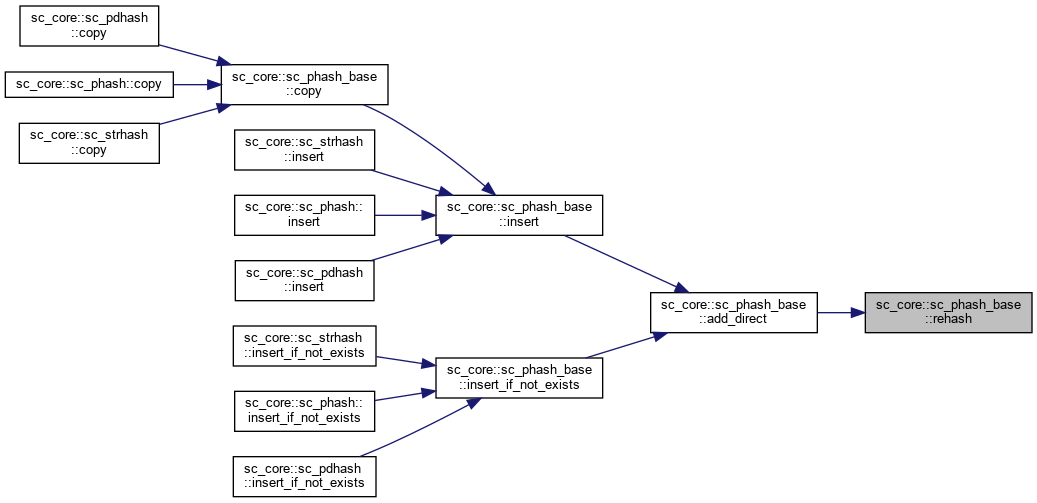 sc_core::sc_pdhash
::copy
sc_core::sc_phash::copy
sc_core::sc_strhash
::copy
sc_core::sc_phash_base
::copy
sc_core::sc_strhash
::insert
sc_core::sc_phash::
insert
sc_core::sc_pdhash
::insert
sc_core::sc_strhash
::insert_if_not_exists
sc_core::sc_phash::
insert_if_not_exists
sc_core::sc_pdhash
::insert_if_not_exists
sc_core::sc_phash_base
::insert
sc_core::sc_phash_base
::insert_if_not_exists
sc_core::sc_phash_base
::add_direct
sc_core::sc_phash_base
::rehash